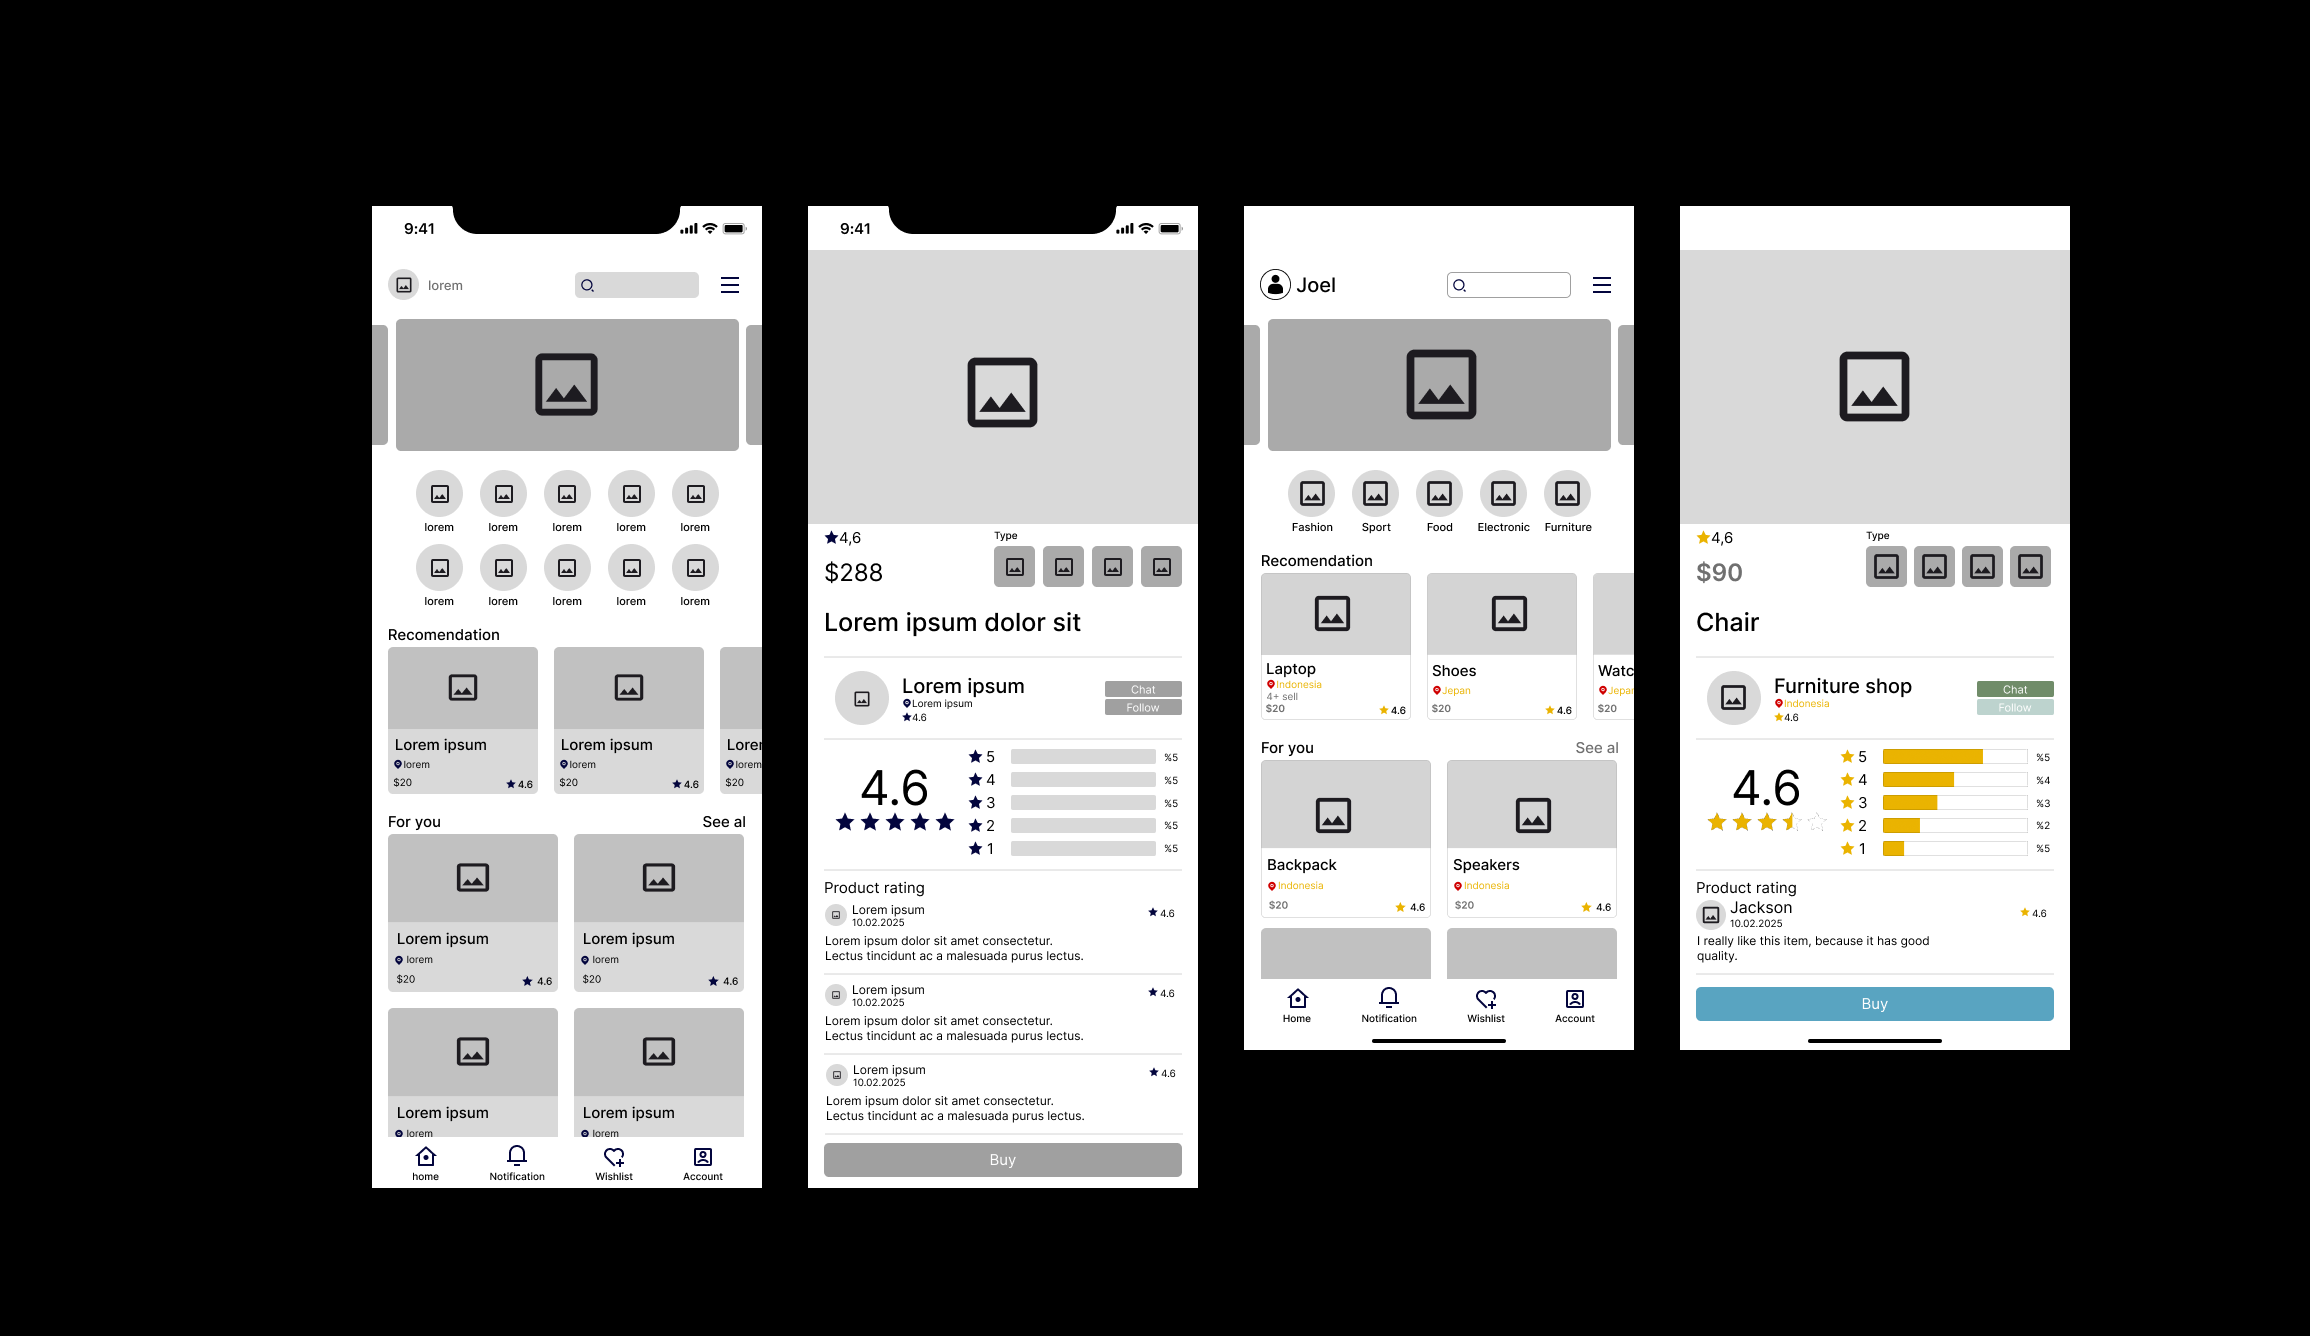 9:41
lorem
lorem
lorem
lorem
lorem
lorem
lorem
lorem
lorem
lorem
lorem
Recomendation
Lorem ipsum
lorem
$20
4.6
Lorem ipsum
lorem
$20
4.6
Lorer
lorem
$20
For you
See al
Lorem ipsum
lorem
$20
4.6
Lorem ipsum
lorem
$20
4.6
Lorem ipsum
lorem
Lorem ipsum
lorem
home
Notification
Wishlist
Account
9:41
4,6
Type
$288
Lorem ipsum dolor sit
Lorem ipsum
Lorem ipsum
4.6
Chat
Follow
4.6
5
%5
4
%5
3
%5
2
%5
1
%5
Product rating
Lorem ipsum
10.02.2025
4.6
Lorem ipsum dolor sit amet consectetur.
Lectus tincidunt ac a malesuada purus lectus.
Lorem ipsum
10.02.2025
4.6
Lorem ipsum dolor sit amet consectetur.
Lectus tincidunt ac a malesuada purus lectus.
Lorem ipsum
10.02.2025
4.6
Lorem ipsum dolor sit amet consectetur.
Lectus tincidunt ac a malesuada purus lectus.
Buy
Joel
Fashion
Sport
Food
Electronic
Furniture
Recomendation
Laptop
Indonesia
4+ sell
$20
4.6
Shoes
Jepan
$20
4.6
Watc
Jepan
$20
For you
See al
Backpack
Indonesia
$20
4.6
Speakers
Indonesia
$20
4.6
Home
Notification
Wishlist
Account
4,6
Type
$90
Chair
Furniture shop
Indonesia
4.6
Chat
Follow
4.6
5
%5
4
%4
3
%3
2
%2
1
%5
Product rating
Jackson
10.02.2025
4.6
I really like this item, because it has good
quality.
Buy